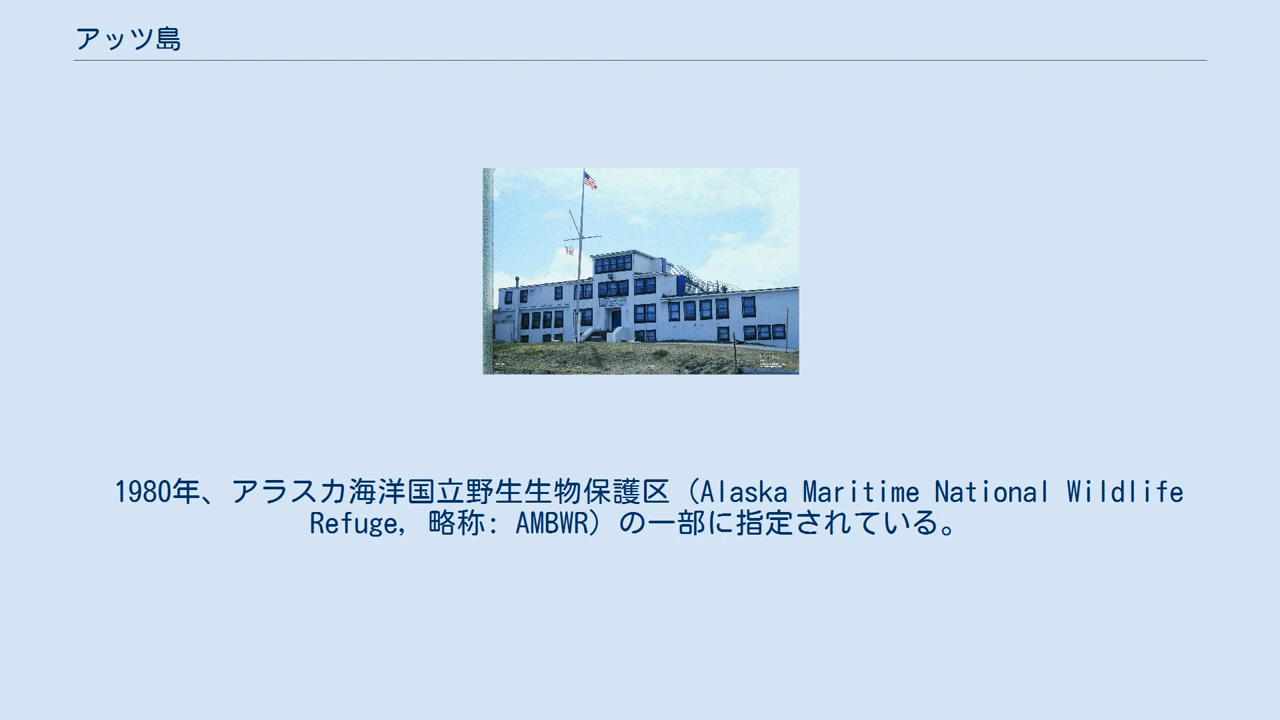 アッツ島
1980年、アラスカ海洋国立野生生物保護区（Alaska Maritime National Wildlife
Refuge, 略称: AMBWR）の一部に指定されている。